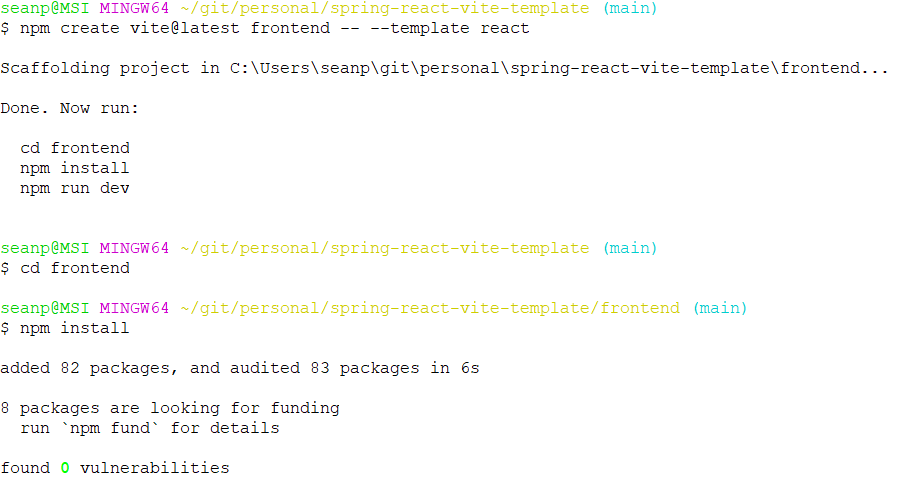 seanp@MSI MINGW64 ~/git/personal/spring-react-vite-template (main)
$ npm create vite@latest frontend -- --template react
Scaffolding project in C:\Users\seanp\git\personal\spring-react-vite-template\frontend...
Done. Now run:
cd frontend
npm install
npm run dev
seanp@MSI MINGW64 ~/git/personal/spring-react-vite-template (main)
$ cd frontend
seanp@MSI MINGW64 ~/git/personal/spring-react-vite-template/frontend (main)
$ npm install
added 82 packages, and audited 83 packages in 6s
8 packages are looking for funding
run `npm fund` for details
found 0 vulnerabilities